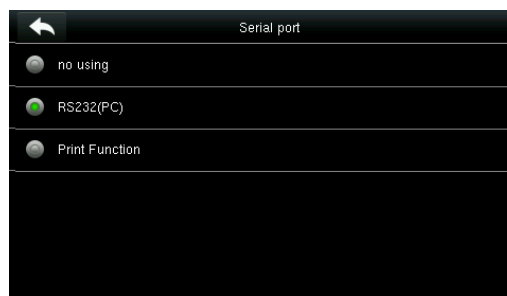 Serial port
no using
RS232(PC)
Print Function